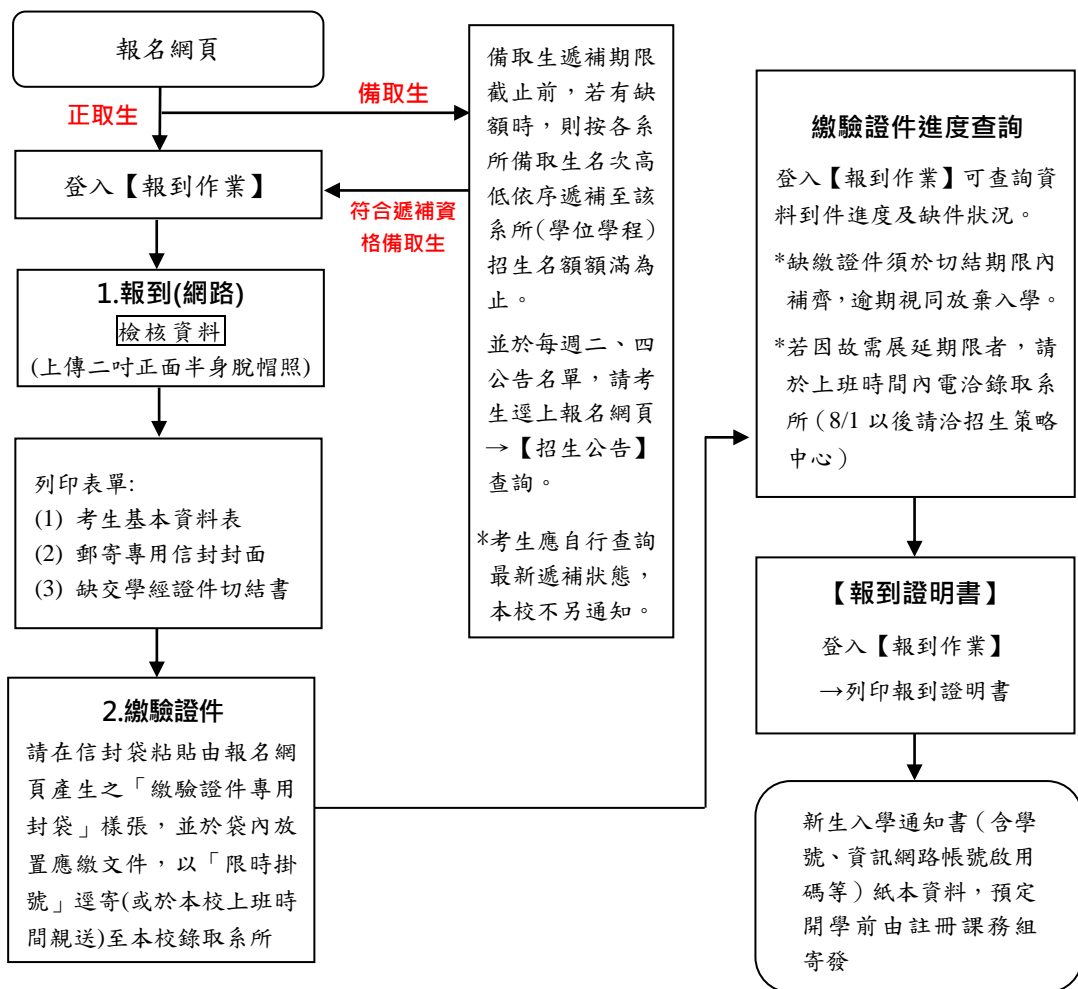 報名網頁
正取生
備取生
登入【報到作業】
符合遞補資
格備取生
1.報到(網路)
檢核資料
(上傳二吋正面半身脫帽照)
列印表單:
(1) 考生基本資料表
(2) 郵寄專用信封封面
(3) 缺交學經證件切結書
2.繳驗證件
請在信封袋粘貼由報名網
頁產生之「繳驗證件專用
封袋」樣張，並於袋內放
置應繳文件，以「限時掛
號」逕寄(或於本校上班時
間親送)至本校錄取系所
備取生遞補期限
截止前，若有缺
額時，則按各系
所備取生名次高
低依序遞補至該
系所(學位學程)
招生名額額滿為
止。
並於每週二、四
公告名單，請考
生逕上報名網頁
→【招生公告】
查詢。
*考生應自行查詢
最新遞補狀態，
本校不另通知。
繳驗證件進度查詢
登入【報到作業】可查詢資
料到件進度及缺件狀況。
*缺繳證件須於切結期限內
補齊，逾期視同放棄入學。
*若因故需展延期限者，請
於上班時間內電洽錄取系
所（8/1 以後請洽招生策略
中心）
【報到證明書】
登入【報到作業】
→列印報到證明書
新生入學通知書（含學
號、資訊網路帳號啟用
碼等）紙本資料，預定
開學前由註冊課務組
寄發